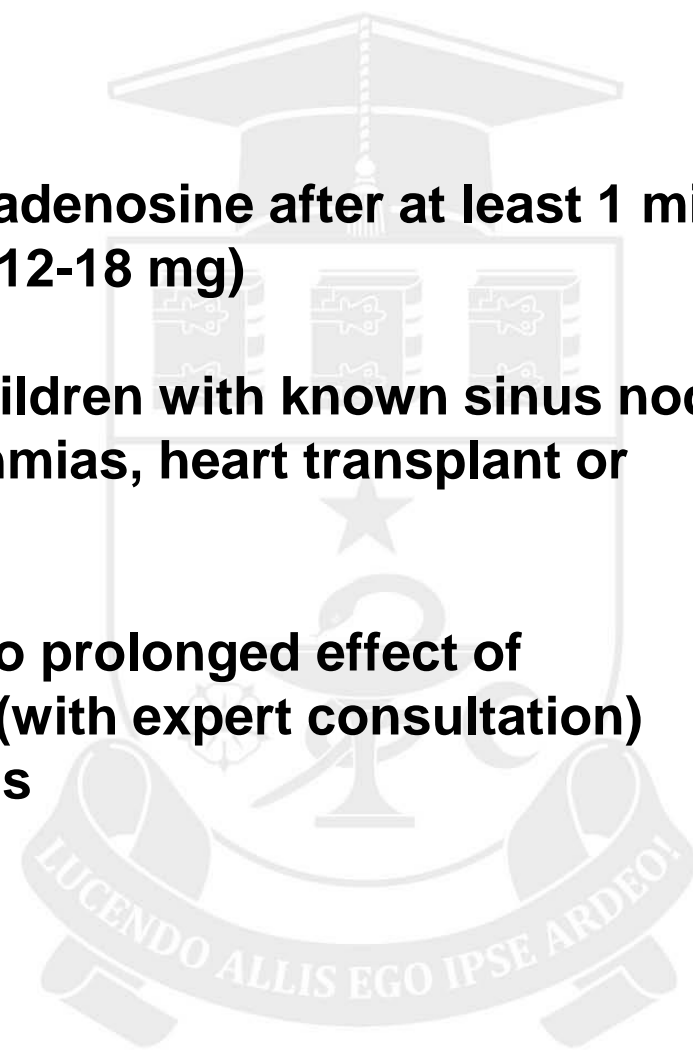 adenosine after at least 1 mi
12-18 mg)
ildren with known sinus no
mias, heart transplant or
o prolonged effect of
(with expert consultation)
s
LUCENDO ALLIS EGO IPSE ARDEO!